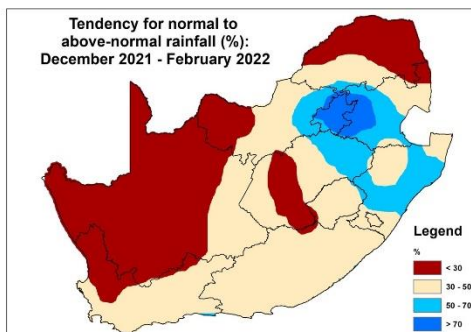 Tendency for normal to
above-normal rainfall (%):
December 2021 - February 2022
Legend
%
< 30
30 - 50
50 - 70
> 70